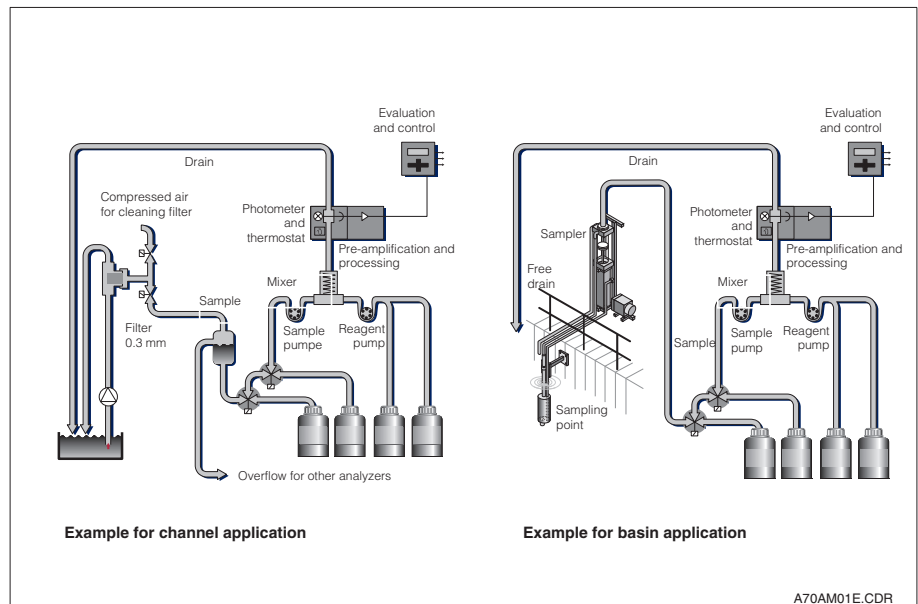 Evaluation
and control
Drain
Compressed air
for cleaning filter
Photometer
and
thermostat
Pre-amplification and
processing
Mixer
Sample
Filter
0.3 mm
Sample
pumpe
Reagent
pump
Overflow for other analyzers
Example for channel application
Evaluation
and control
Drain
Photometer
and
thermostat
Pre-amplification and
processing
Sampler
Free
drain
Mixer
Sample
Sample
pump
Reagent
pump
Sampling
point
Example for basin application
A70AM01E.CDR